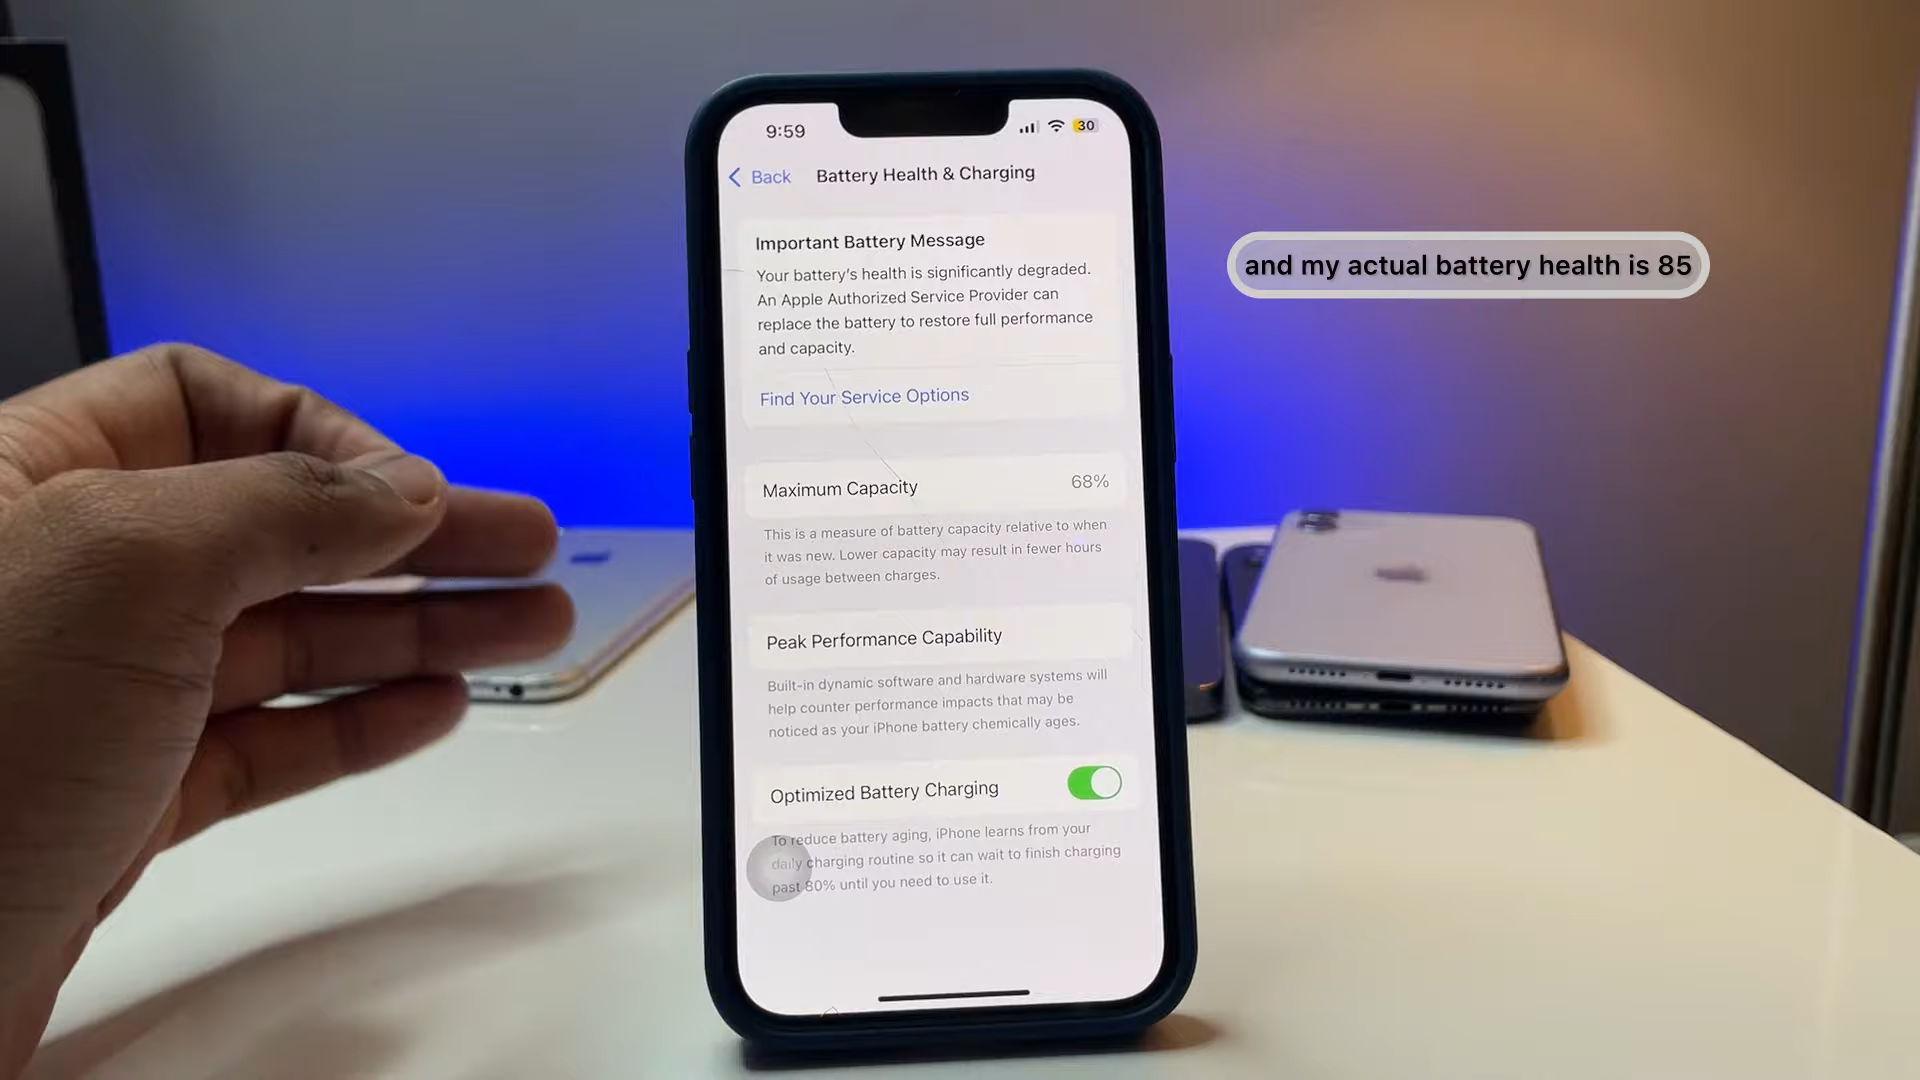 9:59
30
Back
Battery Health & Charging
Important Battery Message
Your battery's health is significantly degraded.
An Apple Authorized Service Provider can
replace the battery to restore full performance
and capacity.
Find Your Service Options
Maximum Capacity 68%
This is a measure of battery capacity relative to when
it was new. Lower capacity may result in fewer hours
of usage between charges.
Peak Performance Capability
Built-in dynamic software and hardware systems will
help counter performance impacts that may be
noticed as your iPhone battery chemically ages.
Optimized Battery Charging
To reduce battery aging, iPhone learns from your
daily charging routine so it can wait to finish charging
past 80% until you need to use it.
and my actual battery health is 85